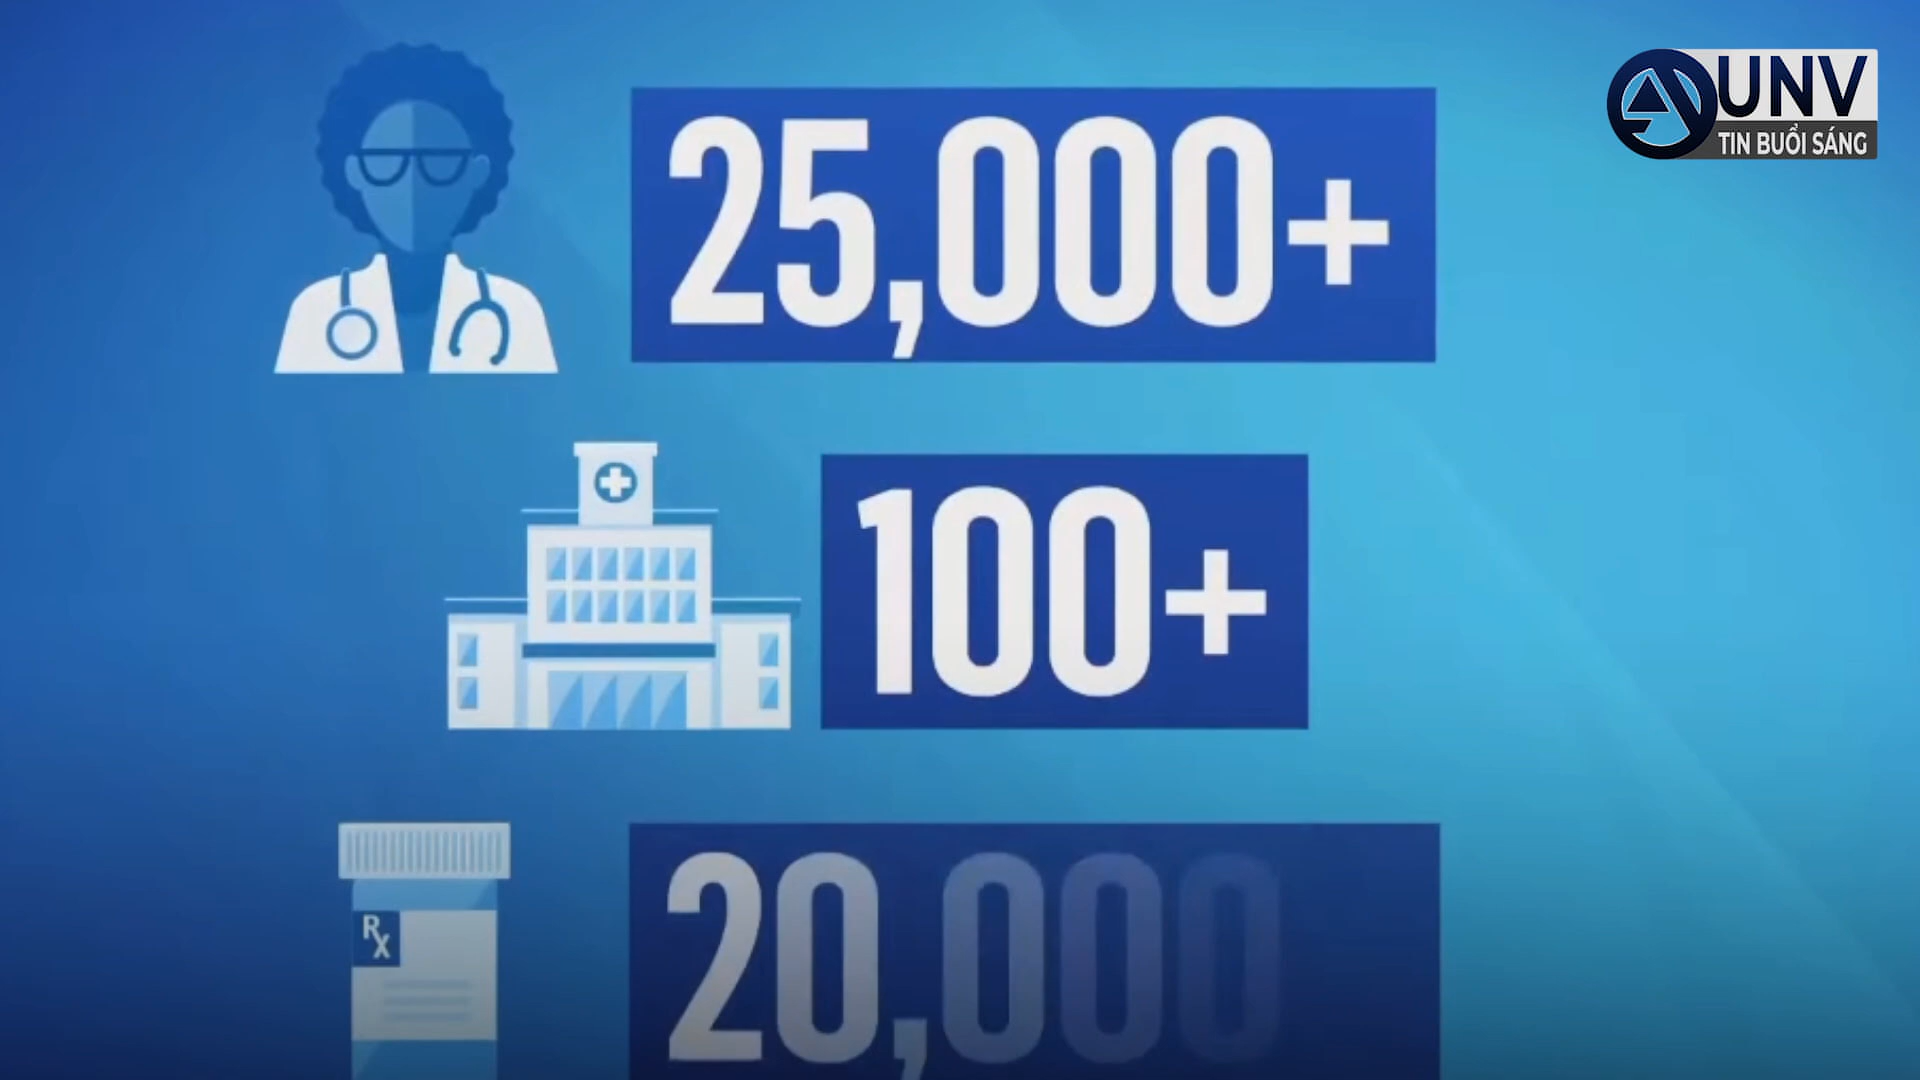 UNV
TIN BUỔI SÁNG
25,000+
100+
Rx
20,000